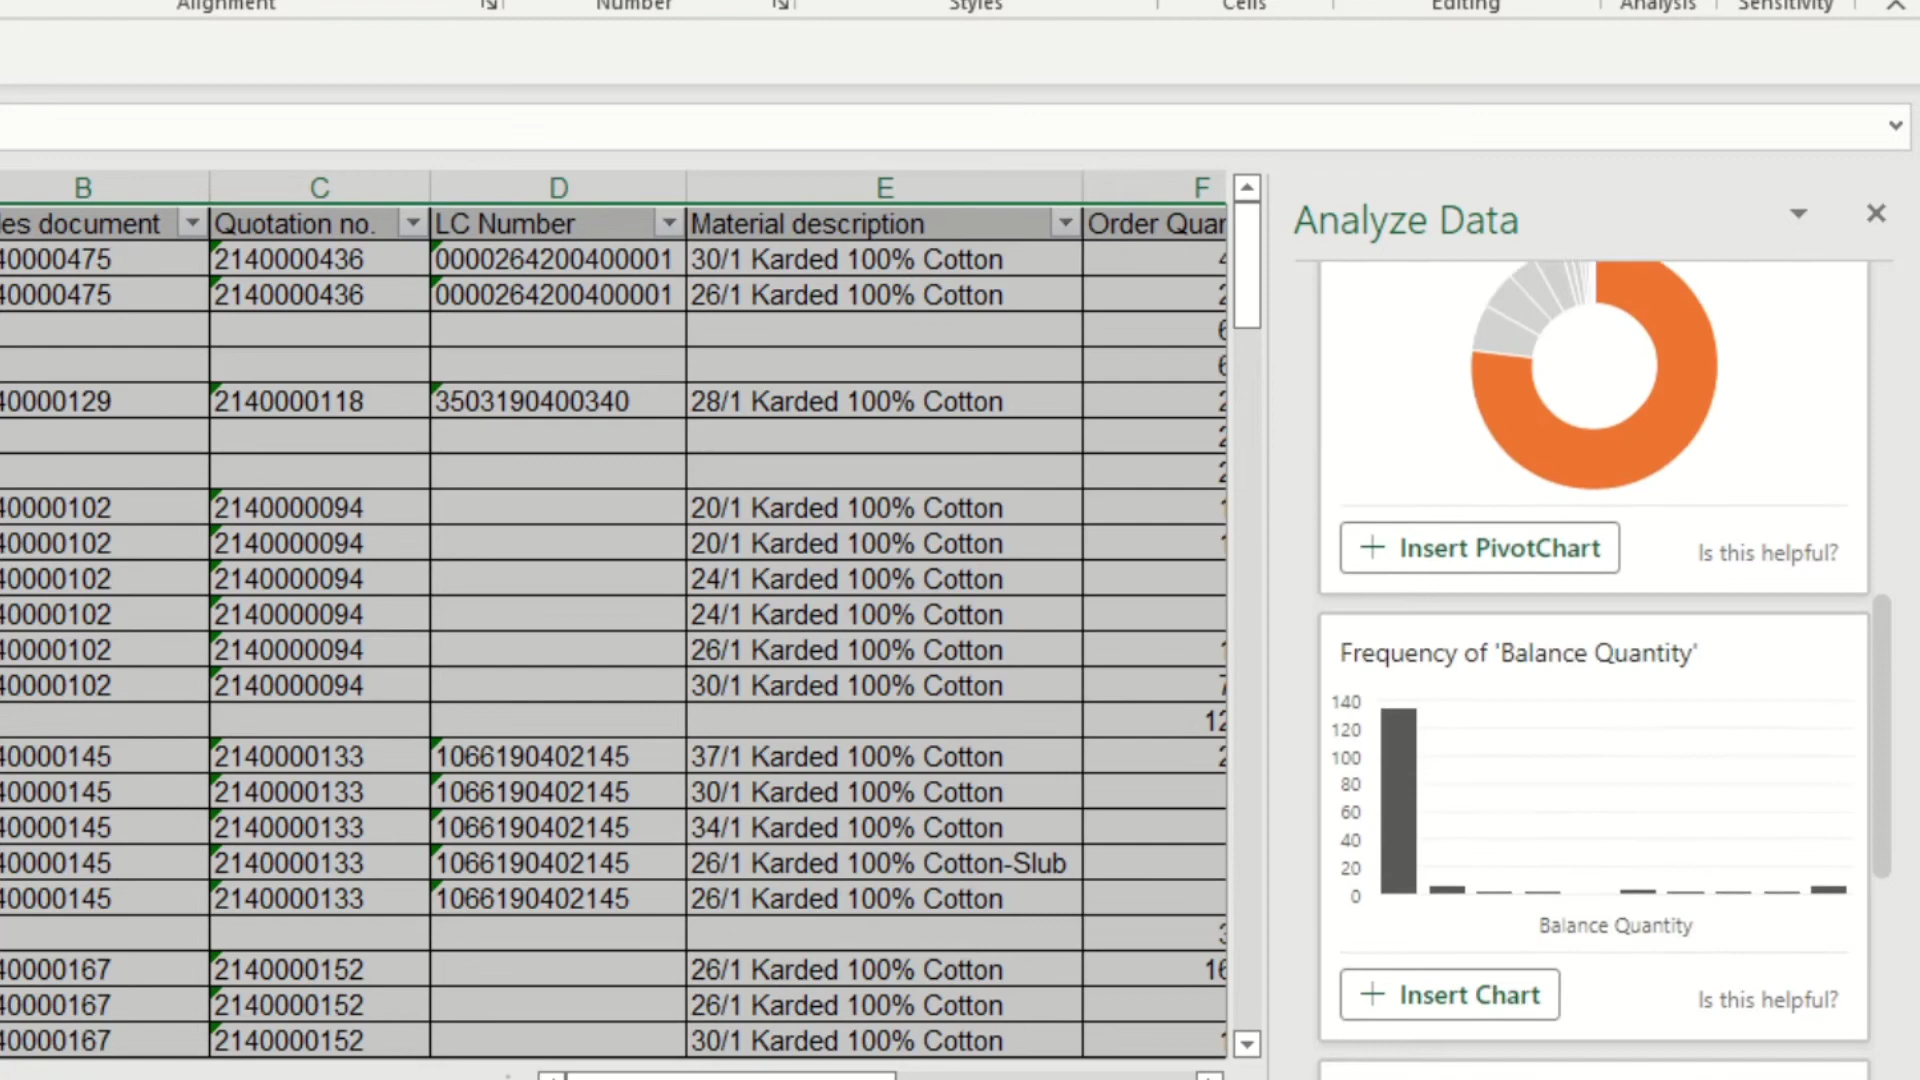 Alignment Number Styles Cells Editing Analysis Sensitivity
B C D E F
les document Quotation no. LC Number Material description Order Quar
40000475 2140000436 0000264200400001 30/1 Karded 100% Cotton
40000475 2140000436 0000264200400001 26/1 Karded 100% Cotton
40000129 2140000118 3503190400340 28/1 Karded 100% Cotton
40000102 2140000094 20/1 Karded 100% Cotton
40000102 2140000094 20/1 Karded 100% Cotton
40000102 2140000094 24/1 Karded 100% Cotton
40000102 2140000094 24/1 Karded 100% Cotton
40000102 2140000094 26/1 Karded 100% Cotton
40000102 2140000094 30/1 Karded 100% Cotton
12
40000145 2140000133 1066190402145 37/1 Karded 100% Cotton
40000145 2140000133 1066190402145 30/1 Karded 100% Cotton
40000145 2140000133 1066190402145 34/1 Karded 100% Cotton
40000145 2140000133 1066190402145 26/1 Karded 100% Cotton-Slub
40000145 2140000133 1066190402145 26/1 Karded 100% Cotton
40000167 2140000152 26/1 Karded 100% Cotton 16
40000167 2140000152 26/1 Karded 100% Cotton
40000167 2140000152 30/1 Karded 100% Cotton
Analyze Data
Insert PivotChart Is this helpful?
Frequency of 'Balance Quantity'
140
120
100
80
60
40
20
0
Balance Quantity
Insert Chart Is this helpful?